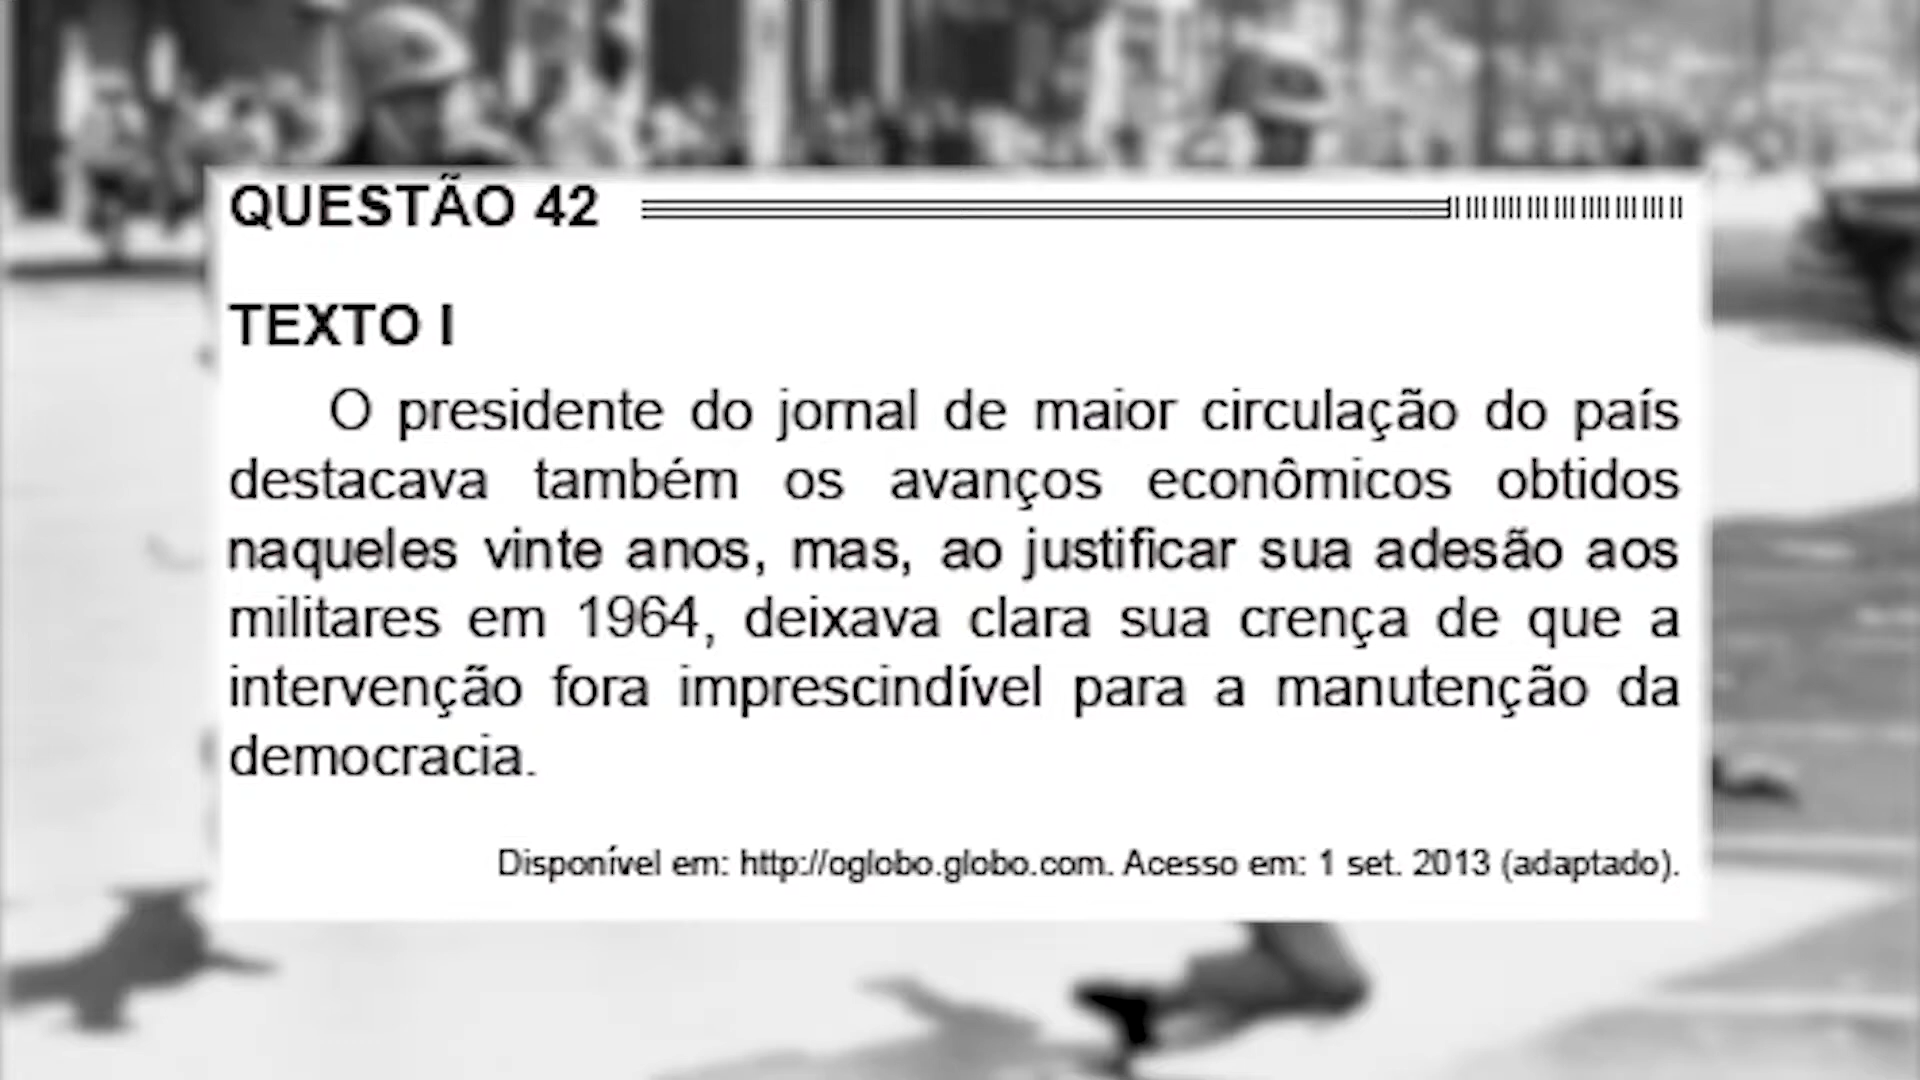 QUESTÃO 42
TEXTO I
O presidente do jornal de maior circulação do país
destacava também os avanços econômicos obtidos
naqueles vinte anos, mas, ao justificar sua adesão aos
militares em 1964, deixava clara sua crença de que a
intervenção fora imprescindível para a manutenção da
democracia.
Disponível em: http://oglobo.globo.com. Acesso em: 1 set. 2013 (adaptado).